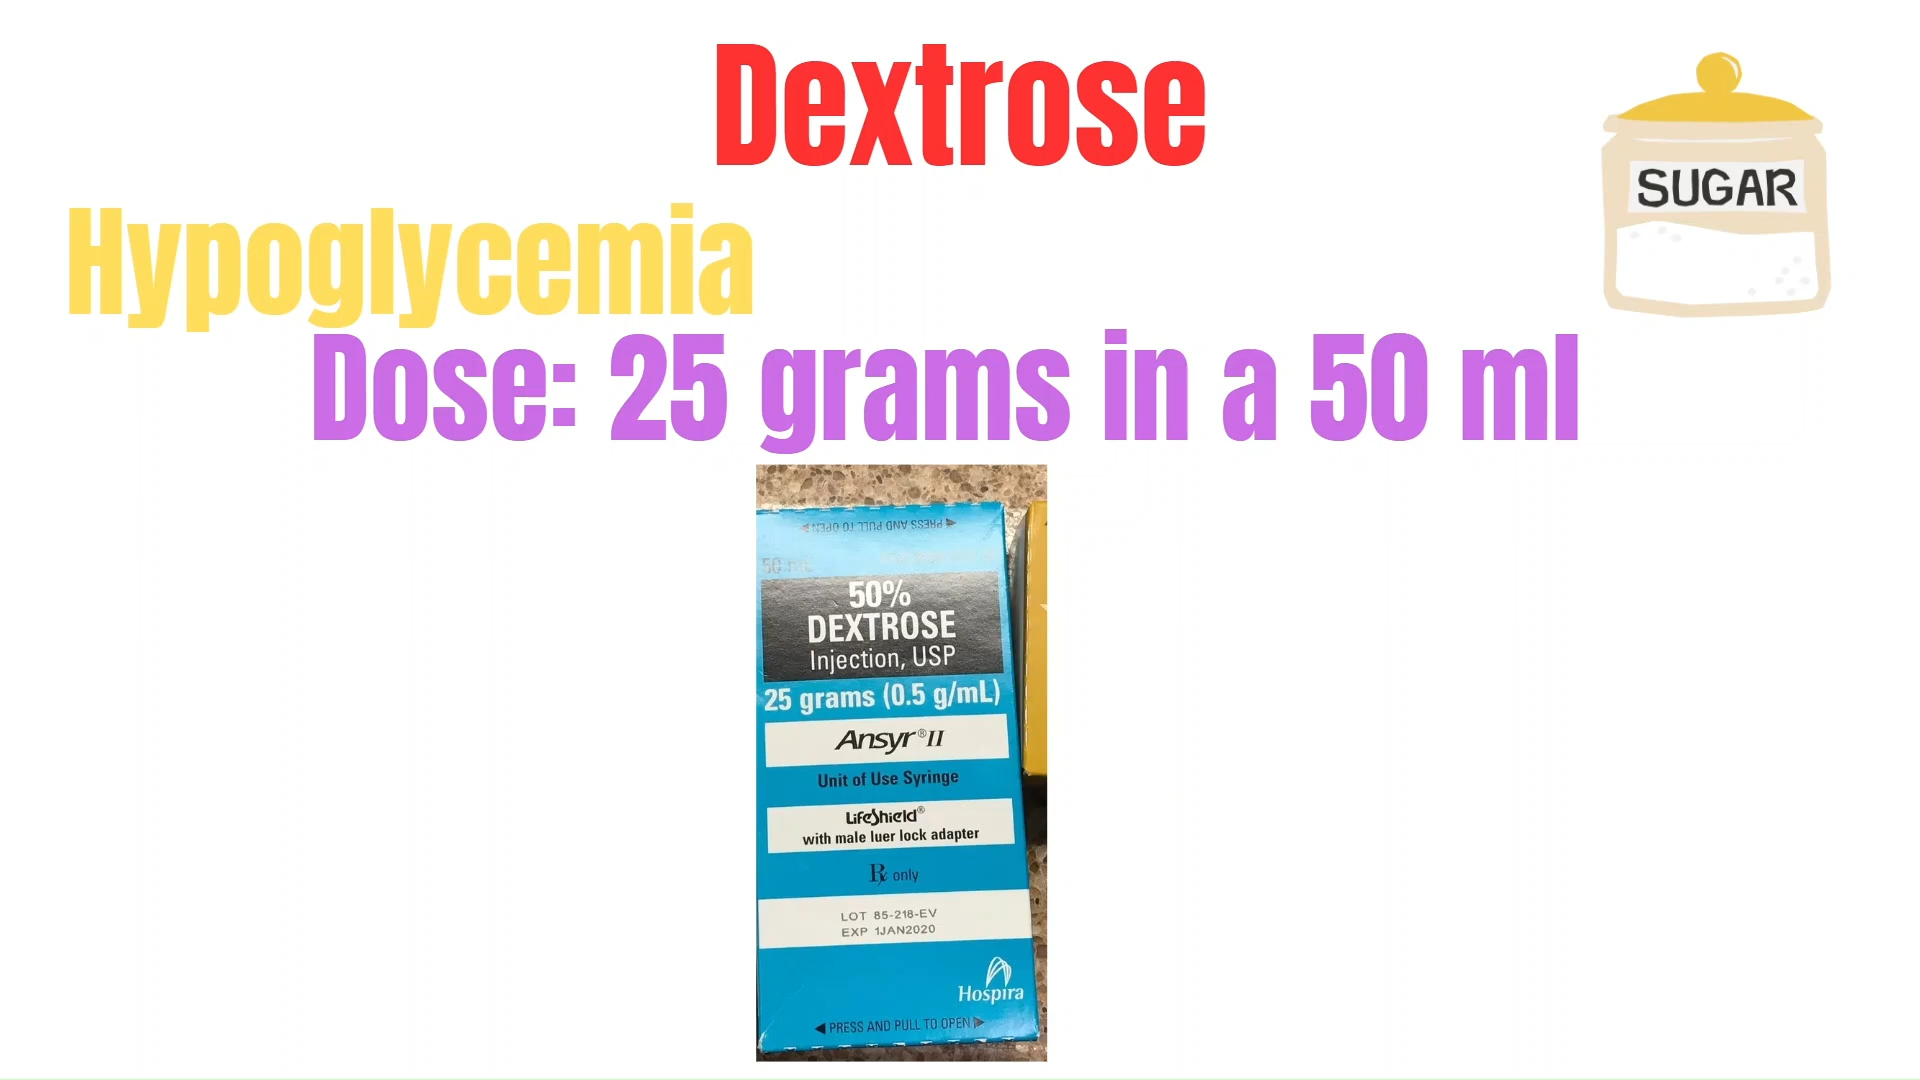 Dextrose
SUGAR
Hypoglycemia
Dose: 25 grams in a 50 ml
PRESS AND PULL TO OPEN
50 mL
50%
DEXTROSE
Injection, USP
25 grams (0.5 g/mL)
Ansyr® II
Unit of Use Syringe
LifeShield®
with male luer lock adapter
Rx only
LOT 85-218-EV
EXP 1JAN2020
Hospira
PRESS AND PULL TO OPEN